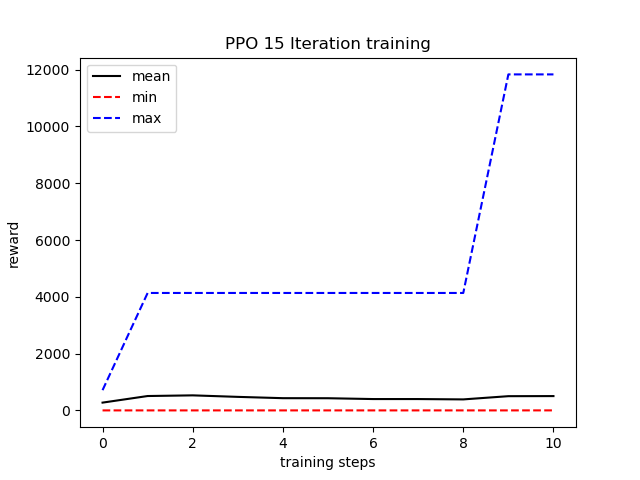 PPO 15 Iteration training
mean
min
max
12000
10000
8000
6000
4000
2000
0
reward
0 2 4 6 8 10
training steps